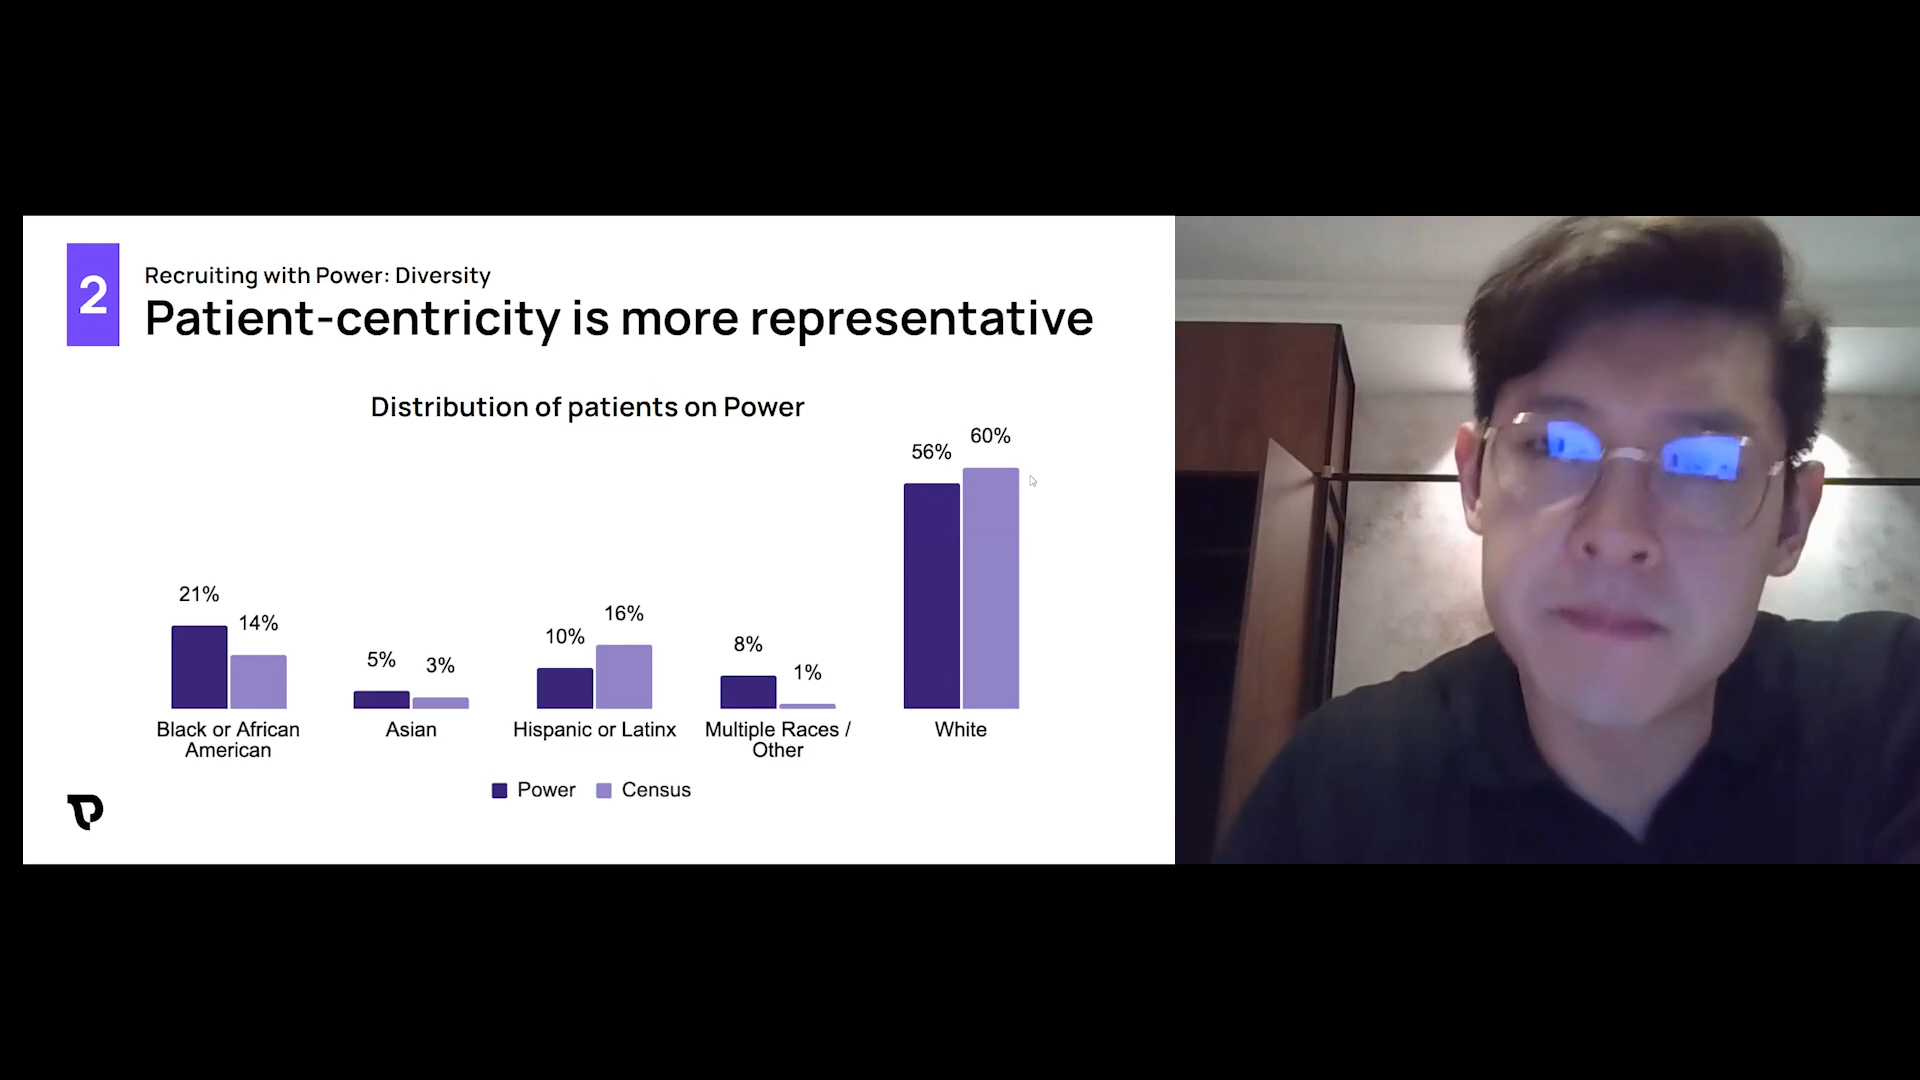 2
Recruiting with Power: Diversity
Patient-centricity is more representative
Distribution of patients on Power
21%
14%
5%
3%
10%
16%
8%
1%
56%
60%
Black or African
American
Asian
Hispanic or Latinx
Multiple Races /
Other
White
Power
Census